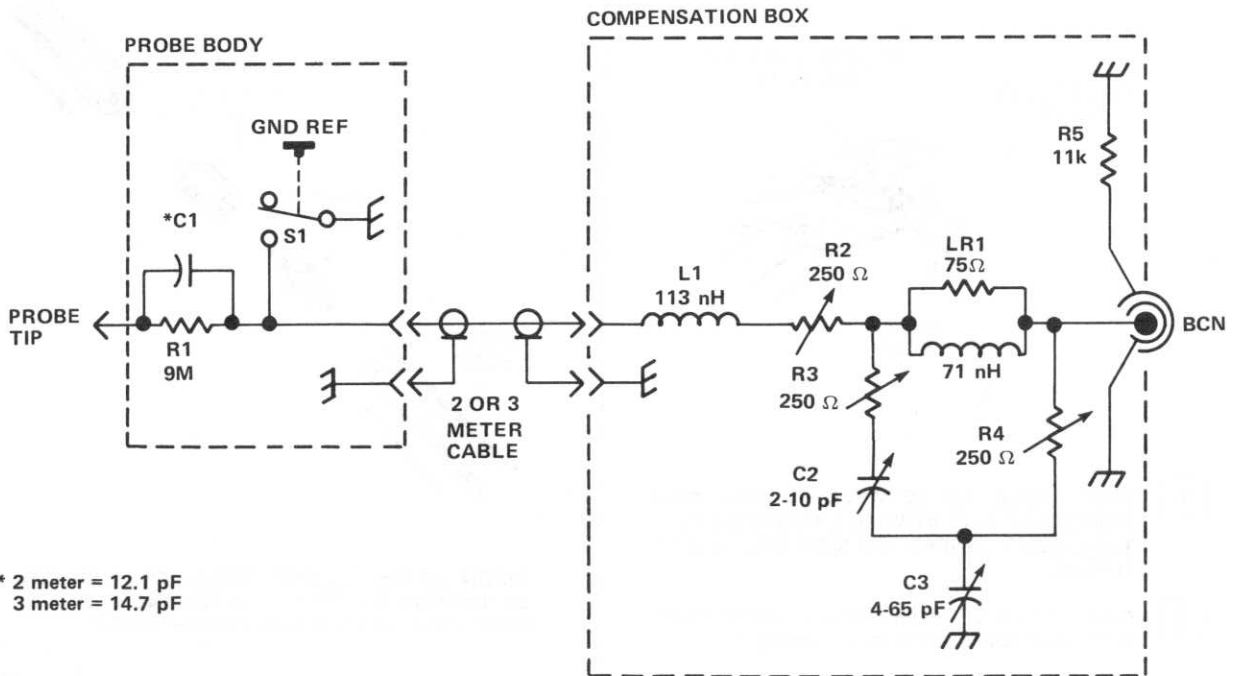 COMPENSATION BOX
PROBE BODY
GND REF
*C1
S1
PROBE
TIP
R1
9M
2 OR 3
METER
CABLE
L1
113 nH
R2
250 Ω
LR1
75Ω
71 nH
R3
250 Ω
R4
250 Ω
C2
2-10 pF
C3
4-65 pF
R5
11k
BCN
* 2 meter = 12.1 pF
3 meter = 14.7 pF